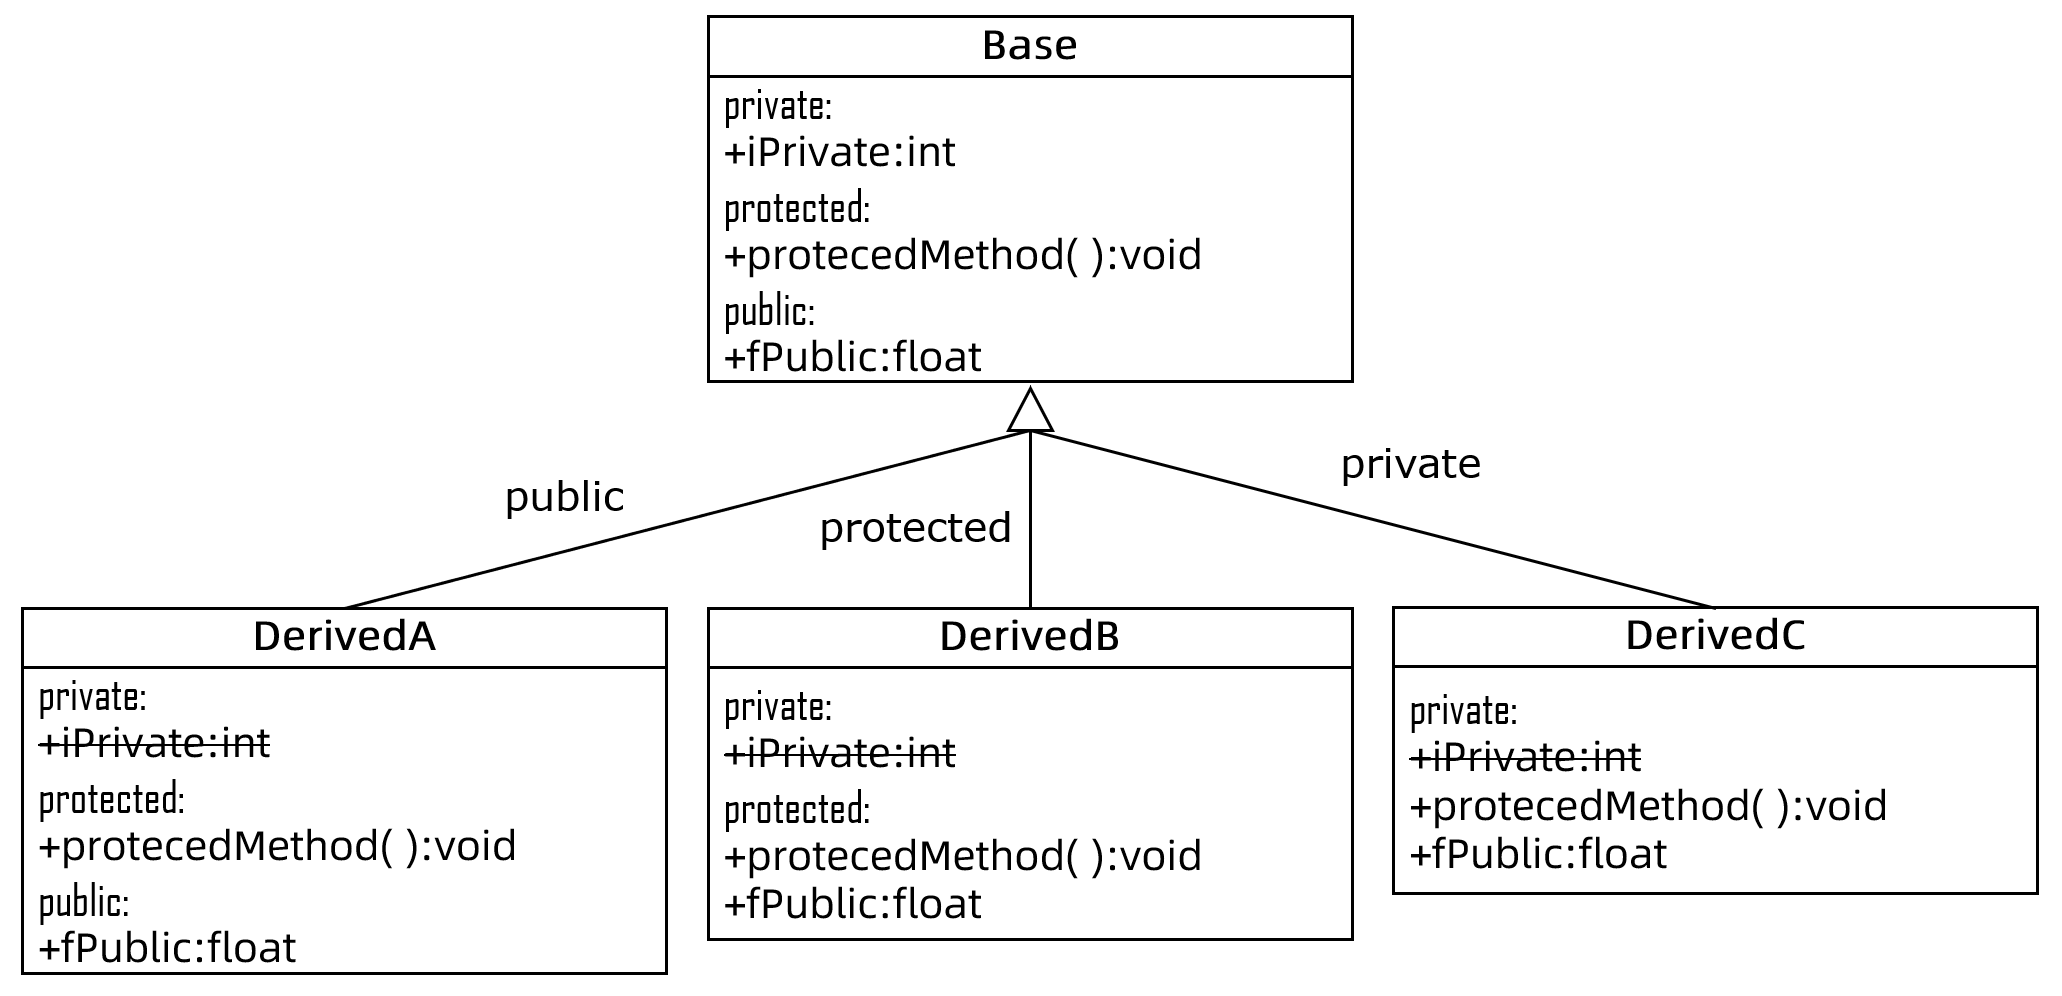 Base
private:
+iPrivate:int
protected:
+protecedMethod( ):void
public:
+fPublic:float
public
protected
private
DerivedA
private:
+iPrivate:int
protected:
+protecedMethod( ):void
public:
+fPublic:float
DerivedB
private:
+iPrivate:int
protected:
+protecedMethod( ):void
+fPublic:float
DerivedC
private:
+iPrivate:int
+protecedMethod( ):void
+fPublic:float